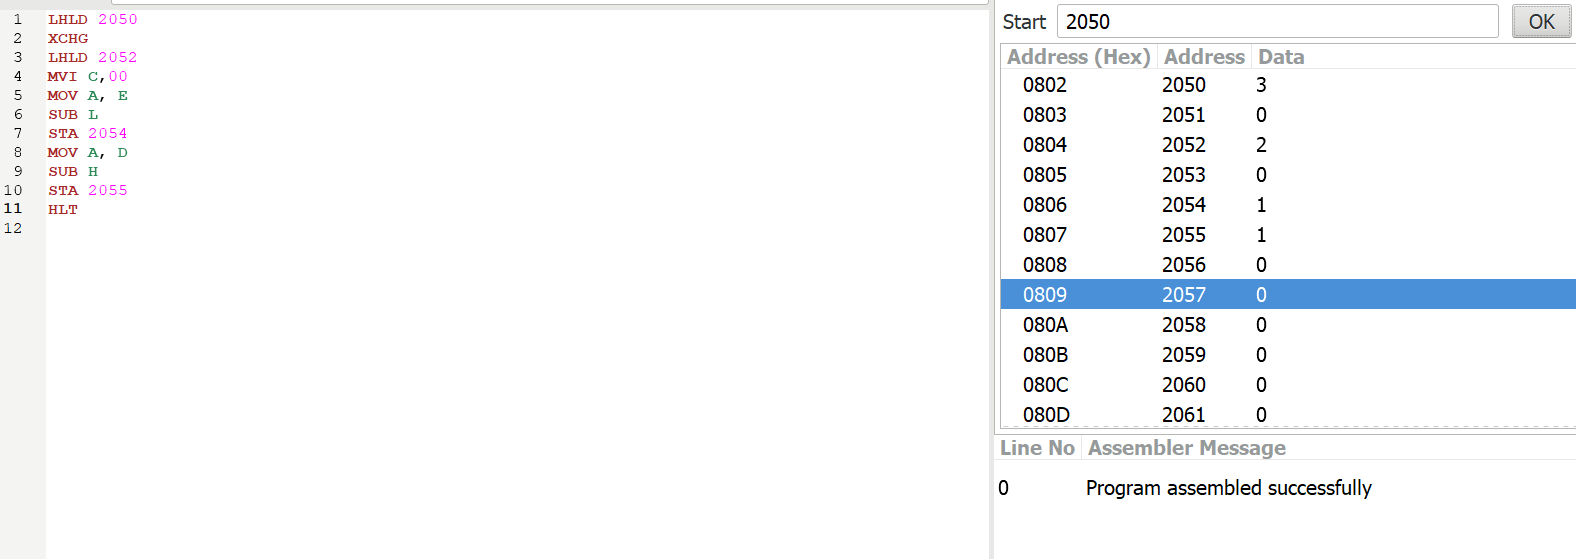 1 LHLD 2050
2 XCHG
3 LHLD 2052
4 MVI C,00
5 MOV A, E
6 SUB L
7 STA 2054
8 MOV A, D
9 SUB H
10 STA 2055
11 HLT
12
Start 2050 OK
Address (Hex) Address Data
0802 2050 3
0803 2051 0
0804 2052 2
0805 2053 0
0806 2054 1
0807 2055 1
0808 2056 0
0809 2057 0
080A 2058 0
080B 2059 0
080C 2060 0
080D 2061 0
Line No Assembler Message
0 Program assembled successfully